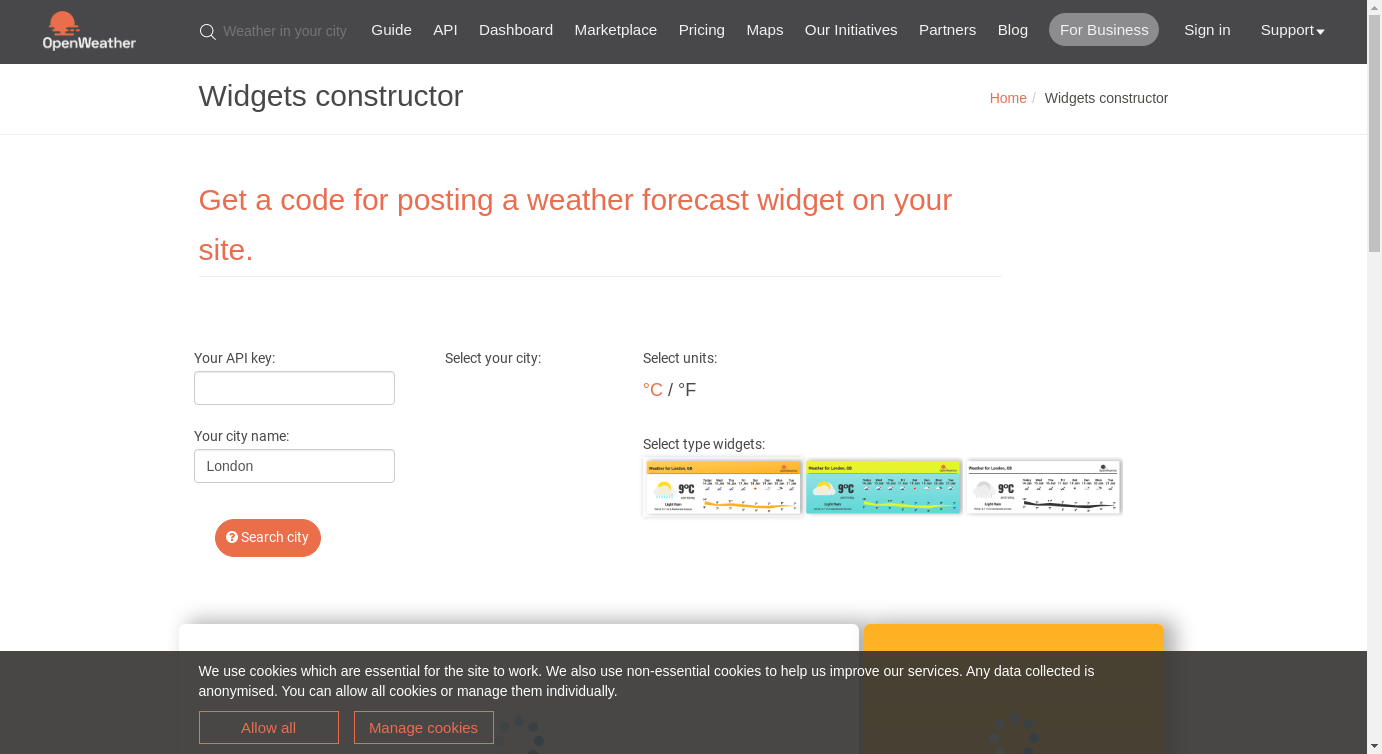 OpenWeather
Weather in your city
Guide
API
Dashboard
Marketplace
Pricing
Maps
Our Initiatives
Partners
Blog
For Business
Sign in
Support
Widgets constructor
Home / Widgets constructor
Get a code for posting a weather forecast widget on your
site.
Your API key:
Select your city:
Select units:
°C / °F
Your city name:
London
Select type widgets:
Weather for London, GB
9°C
Light Rain
Weather for London, GB
9°C
Light Rain
Weather for London, GB
9°C
Light Rain
Search city
We use cookies which are essential for the site to work. We also use non-essential cookies to help us improve our services. Any data collected is
anonymised. You can allow all cookies or manage them individually.
Allow all
Manage cookies